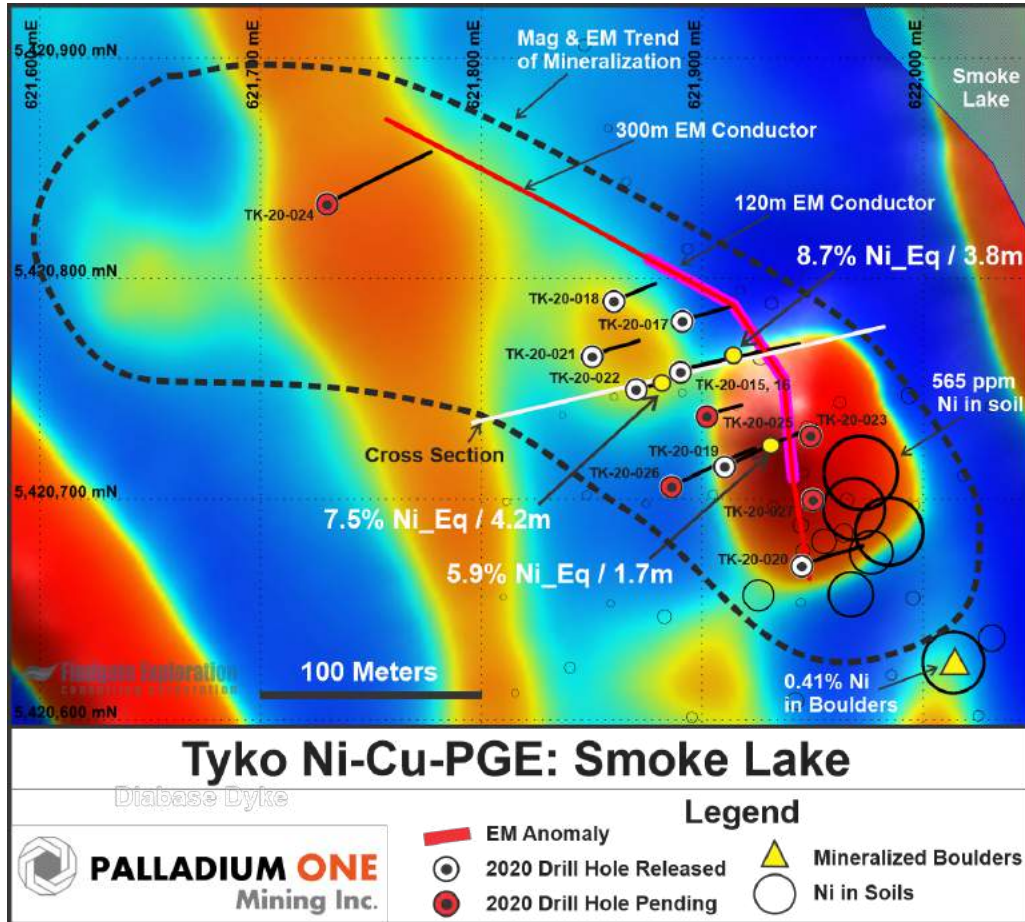 621,600 mE
621,700 mE
621,800 mE
621,900 mE
622,000 mE
5,420,900 mN
5,420,800 mN
5,420,700 mN
5,420,600 mN
Mag & EM Trend
of Mineralization
Smoke
Lake
300m EM Conductor
120m EM Conductor
8.7% Ni_Eq / 3.8m
TK-20-024
TK-20-018
TK-20-017
TK-20-021
TK-20-022
TK-20-015, 16
565 ppm
Ni in soil
TK-20-025
TK-20-023
Cross Section
TK-20-019
TK-20-026
TK-20-027
7.5% Ni_Eq / 4.2m
5.9% Ni_Eq / 1.7m
TK-20-020
100 Meters
0.41% Ni
in Boulders
Exploration
Tyko Ni-Cu-PGE: Smoke Lake
Diabase Dyke
Legend
PALLADIUM ONE
Mining Inc.
EM Anomaly
2020 Drill Hole Released
2020 Drill Hole Pending
Mineralized Boulders
Ni in Soils